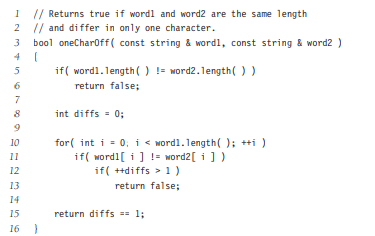 1 // Returns true if word1 and word2 are the same length
2 // and differ in only one character.
3 bool oneCharOff( const string & word1, const string & word2 )
4 {
5     if( word1.length( ) != word2.length( ) )
6         return false;
7
8     int diffs = 0;
9
10     for( int i = 0; i < word1.length( ); ++i )
11         if( word1[ i ] != word2[ i ] )
12             if( ++diffs > 1 )
13                 return false;
14
15     return diffs == 1;
16 }